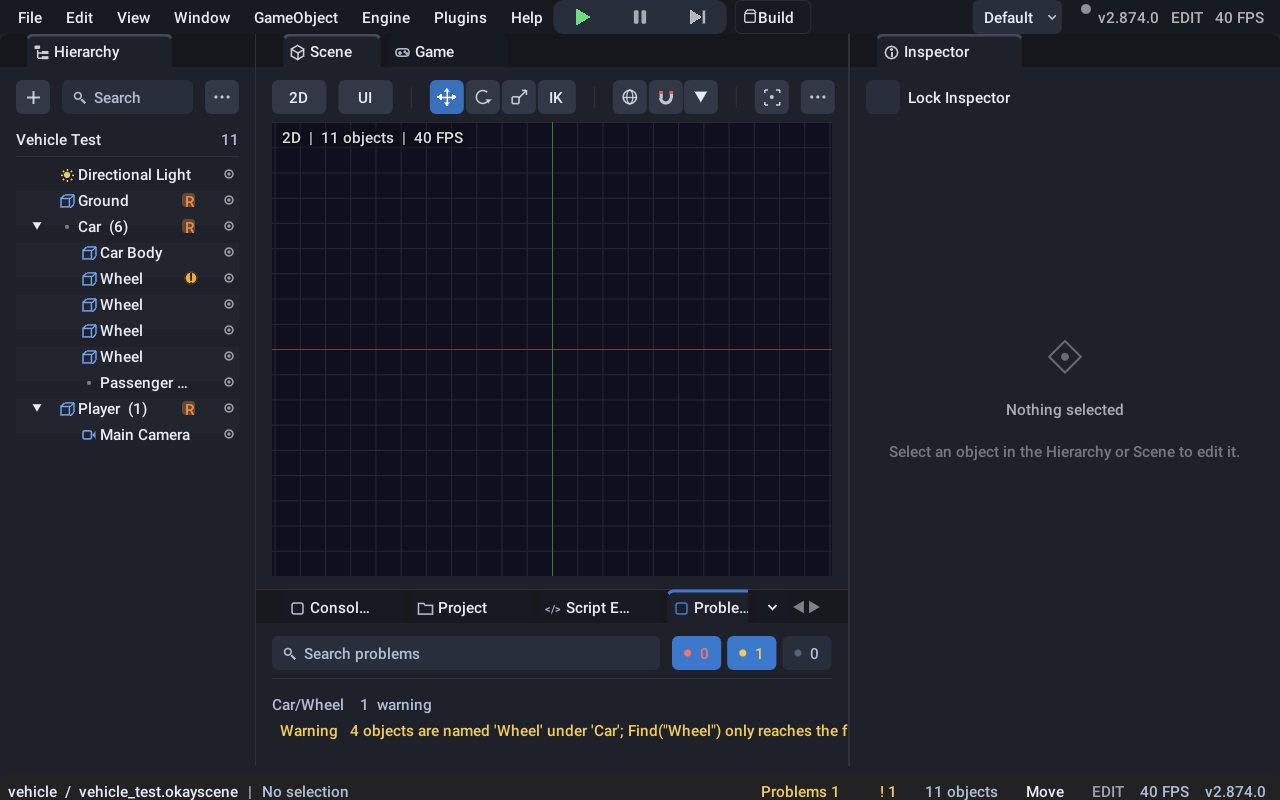 File Edit View Window GameObject Engine Plugins Help Build Default v2.874.0 EDIT 40 FPS
Hierarchy Scene Game Inspector
Search 2D UI IK Lock Inspector
Vehicle Test 11
2D | 11 objects | 40 FPS
Directional Light
Ground R
Car (6) R
Car Body
Wheel
Wheel
Wheel
Wheel
Passenger ...
Player (1) R
Main Camera
Nothing selected
Select an object in the Hierarchy or Scene to edit it.
Consol... Project </> Script E... Proble...
Search problems 0 1 0
Car/Wheel 1 warning
Warning 4 objects are named 'Wheel' under 'Car'; Find("Wheel") only reaches the f
vehicle / vehicle_test.okayscene | No selection Problems 1 ! 1 11 objects Move EDIT 40 FPS v2.874.0